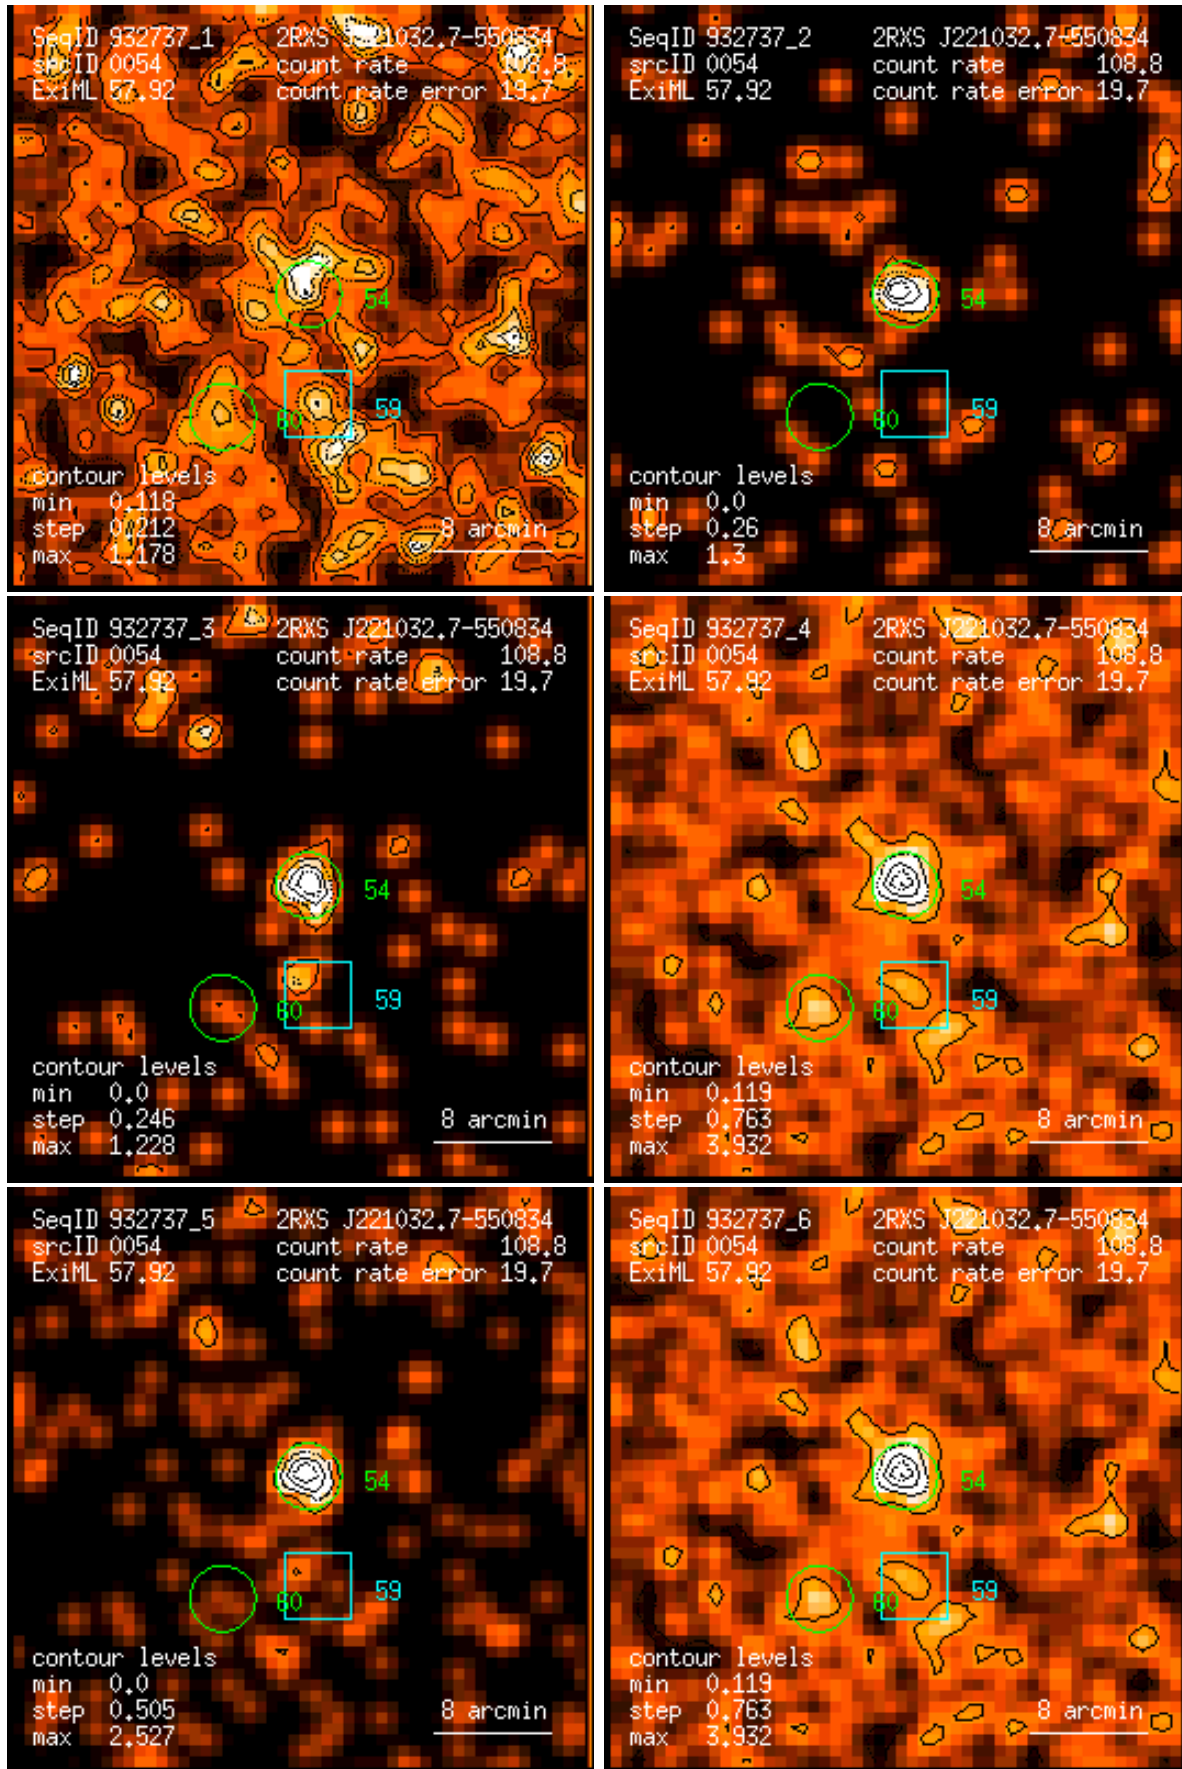 SeqID 932737_1 2RXS J221032.7-550834
srcID 0054 count rate 108.8
ExiML 57.92 count rate error 19.7
54
59
60
contour levels
min 0.118
step 0.212 8 arcmin
max 1.178
SeqID 932737_2 2RXS J221032.7-550834
srcID 0054 count rate 108.8
ExiML 57.92 count rate error 19.7
54
59
60
contour levels
min 0.0
step 0.26 8 arcmin
max 1.3
SeqID 932737_3 2RXS J221032.7-550834
srcID 0054 count rate 108.8
ExiML 57.92 count rate error 19.7
54
59
60
contour levels
min 0.0
step 0.246 8 arcmin
max 1.228
SeqID 932737_4 2RXS J221032.7-550834
srcID 0054 count rate 108.8
ExiML 57.92 count rate error 19.7
54
59
60
contour levels
min 0.119
step 0.763 8 arcmin
max 3.932
SeqID 932737_5 2RXS J221032.7-550834
srcID 0054 count rate 108.8
ExiML 57.92 count rate error 19.7
54
59
60
contour levels
min 0.0
step 0.505 8 arcmin
max 2.527
SeqID 932737_6 2RXS J221032.7-550834
srcID 0054 count rate 108.8
ExiML 57.92 count rate error 19.7
54
59
60
contour levels
min 0.119
step 0.763 8 arcmin
max 3.932